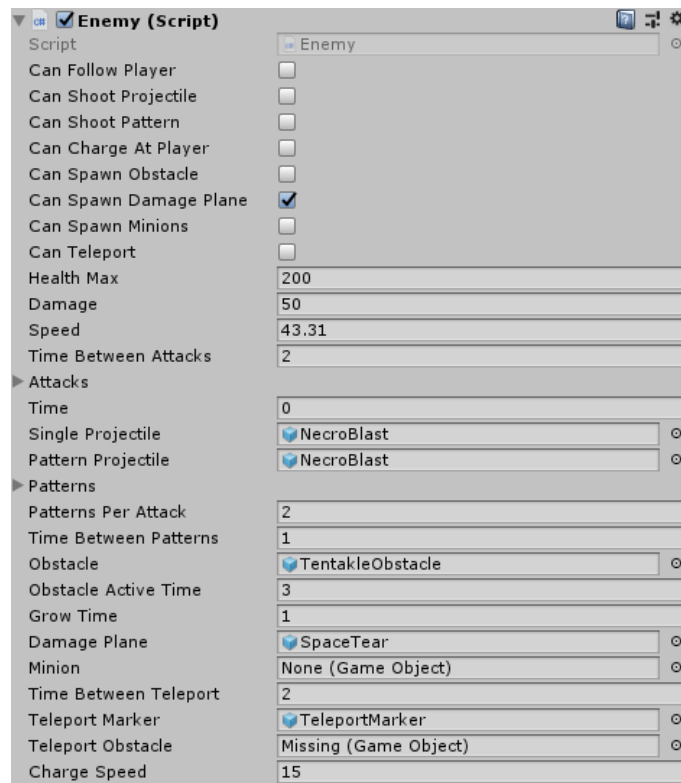 Enemy (Script)
Script Enemy
Can Follow Player
Can Shoot Projectile
Can Shoot Pattern
Can Charge At Player
Can Spawn Obstacle
Can Spawn Damage Plane
Can Spawn Minions
Can Teleport
Health Max 200
Damage 50
Speed 43.31
Time Between Attacks 2
Attacks
Time 0
Single Projectile NecroBlast
Pattern Projectile NecroBlast
Patterns
Patterns Per Attack 2
Time Between Patterns 1
Obstacle TentakleObstacle
Obstacle Active Time 3
Grow Time 1
Damage Plane SpaceTear
Minion None (Game Object)
Time Between Teleport 2
Teleport Marker TeleportMarker
Teleport Obstacle Missing (Game Object)
Charge Speed 15